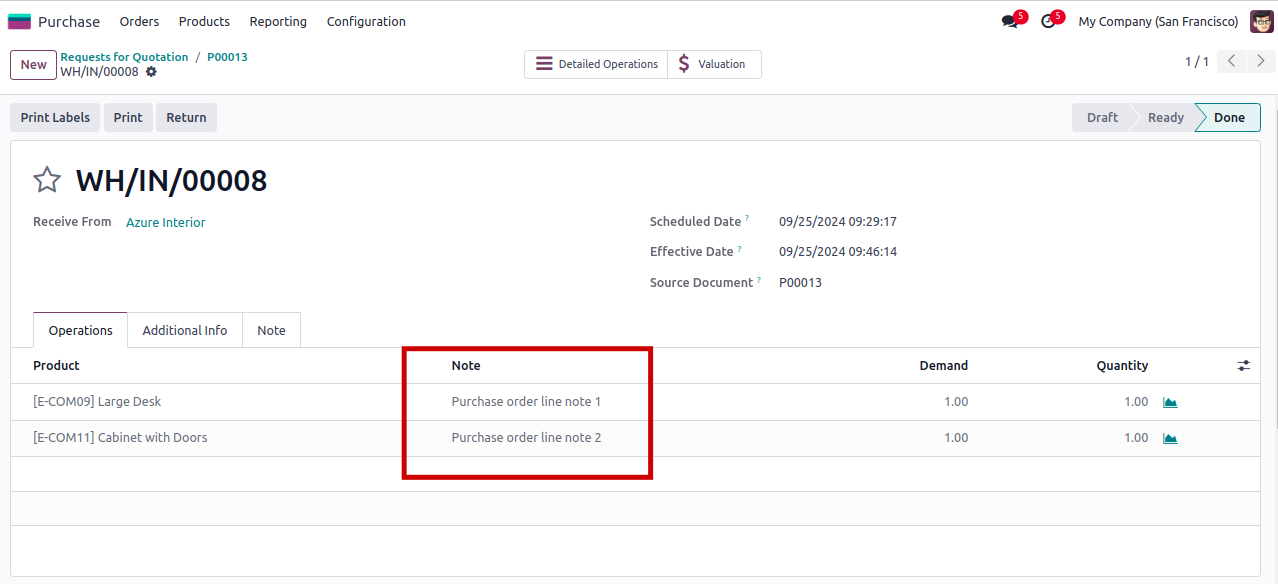 Purchase Orders Products Reporting Configuration 5 5 My Company (San Francisco)
New Requests for Quotation / P00013 Detailed Operations $ Valuation 1 / 1
WH/IN/00008
Print Labels Print Return Draft Ready Done
WH/IN/00008
Receive From Azure Interior Scheduled Date ? 09/25/2024 09:29:17
Effective Date ? 09/25/2024 09:46:14
Source Document ? P00013
Operations Additional Info Note
Product Note Demand Quantity
[E-COM09] Large Desk Purchase order line note 1 1.00 1.00
[E-COM11] Cabinet with Doors Purchase order line note 2 1.00 1.00